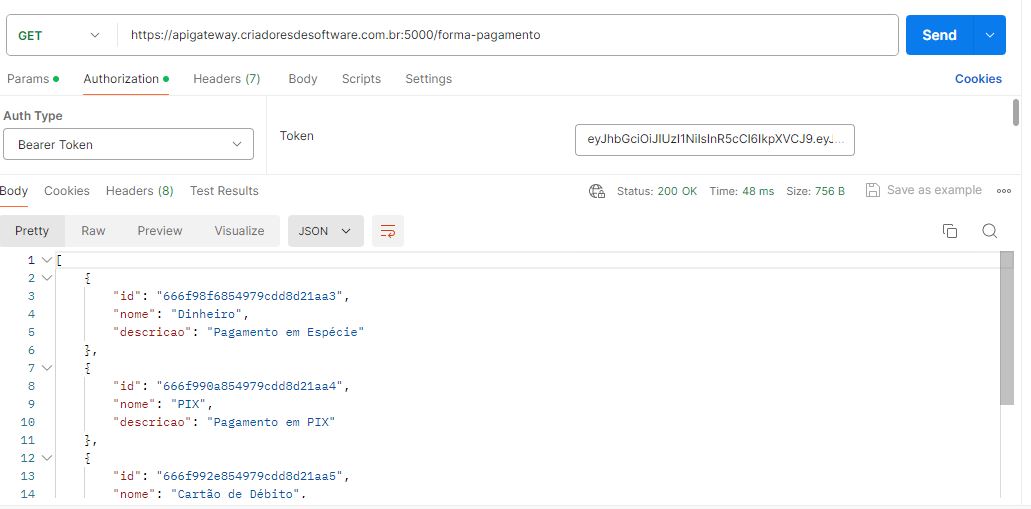 GET https://apigateway.criadoresdesoftware.com.br:5000/forma-pagamento Send
Params Authorization Headers (7) Body Scripts Settings Cookies
Auth Type
Bearer Token
Token
eyJhbGciOiJIUzI1NiIsInR5cCI6IkpXVCJ9.eyJ...
Body Cookies Headers (8) Test Results Status: 200 OK Time: 48 ms Size: 756 B Save as example
Pretty Raw Preview Visualize JSON
1 [
2 {
3 "id": "666f98f6854979cdd8d21aa3",
4 "nome": "Dinheiro",
5 "descricao": "Pagamento em Espécie"
6 },
7 {
8 "id": "666f990a854979cdd8d21aa4",
9 "nome": "PIX",
10 "descricao": "Pagamento em PIX"
11 },
12 {
13 "id": "666f992e854979cdd8d21aa5",
14 "nome": "Cartão de Débito",